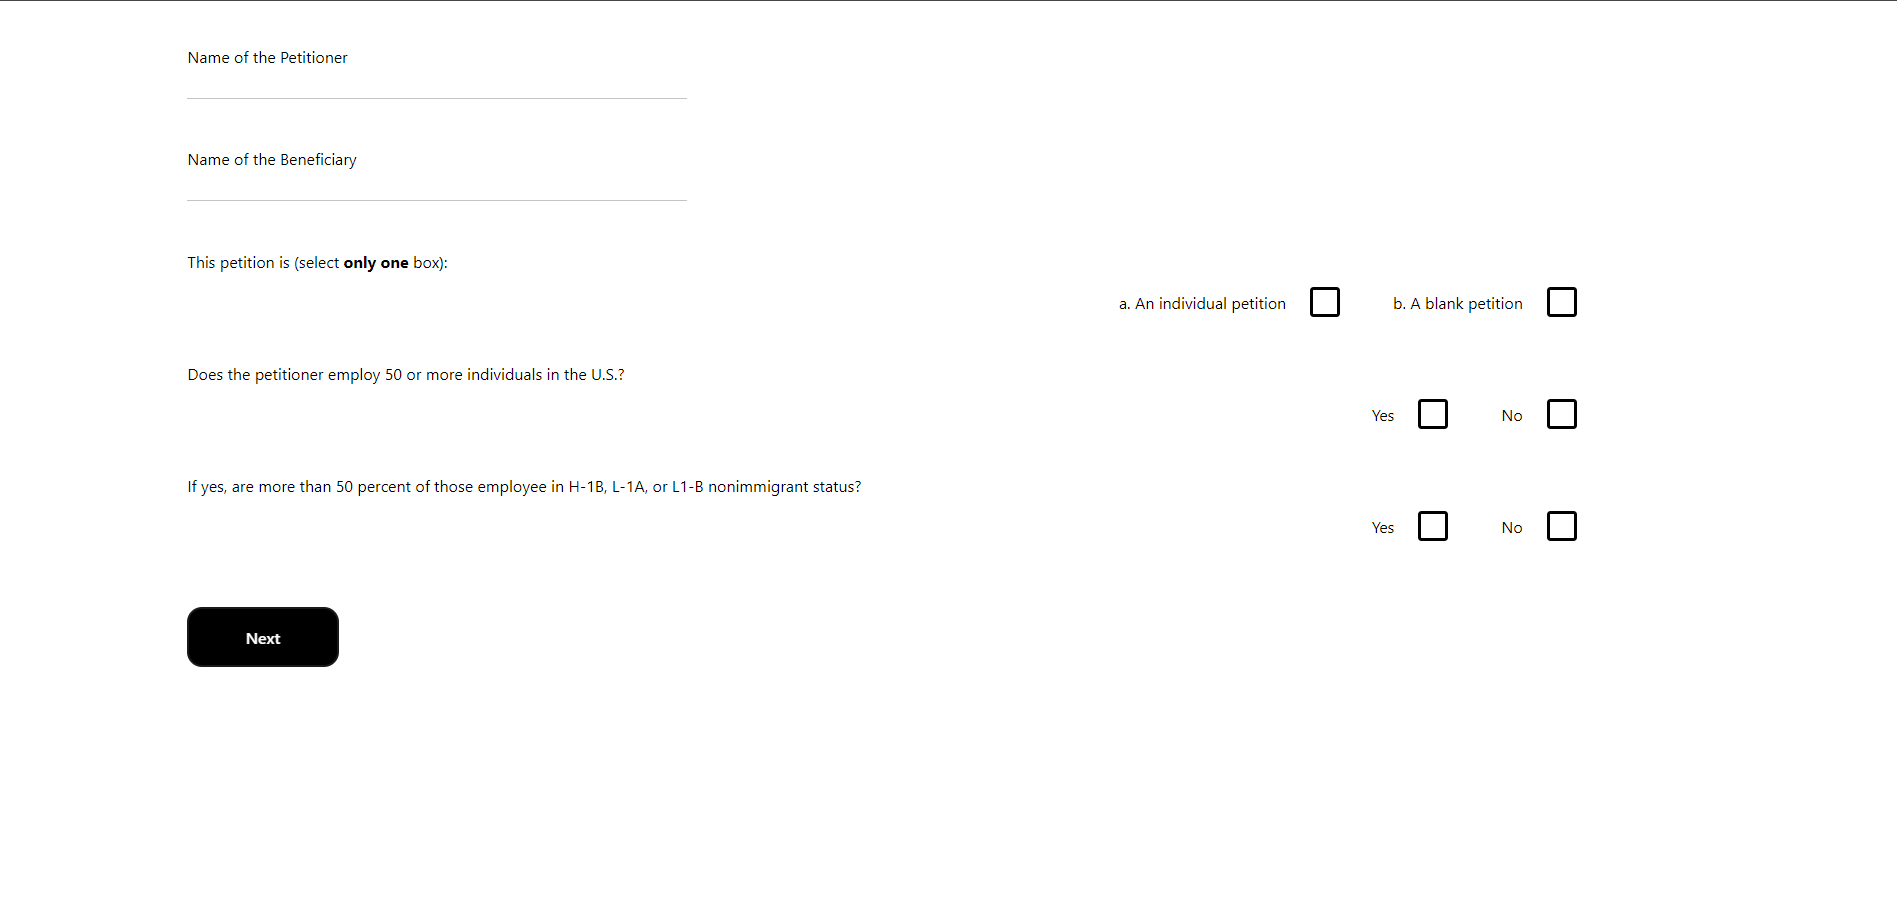 Name of the Petitioner
Name of the Beneficiary
This petition is (select only one box):
a. An individual petition b. A blank petition
Does the petitioner employ 50 or more individuals in the U.S.?
Yes No
If yes, are more than 50 percent of those employee in H-1B, L-1A, or L1-B nonimmigrant status?
Yes No
Next